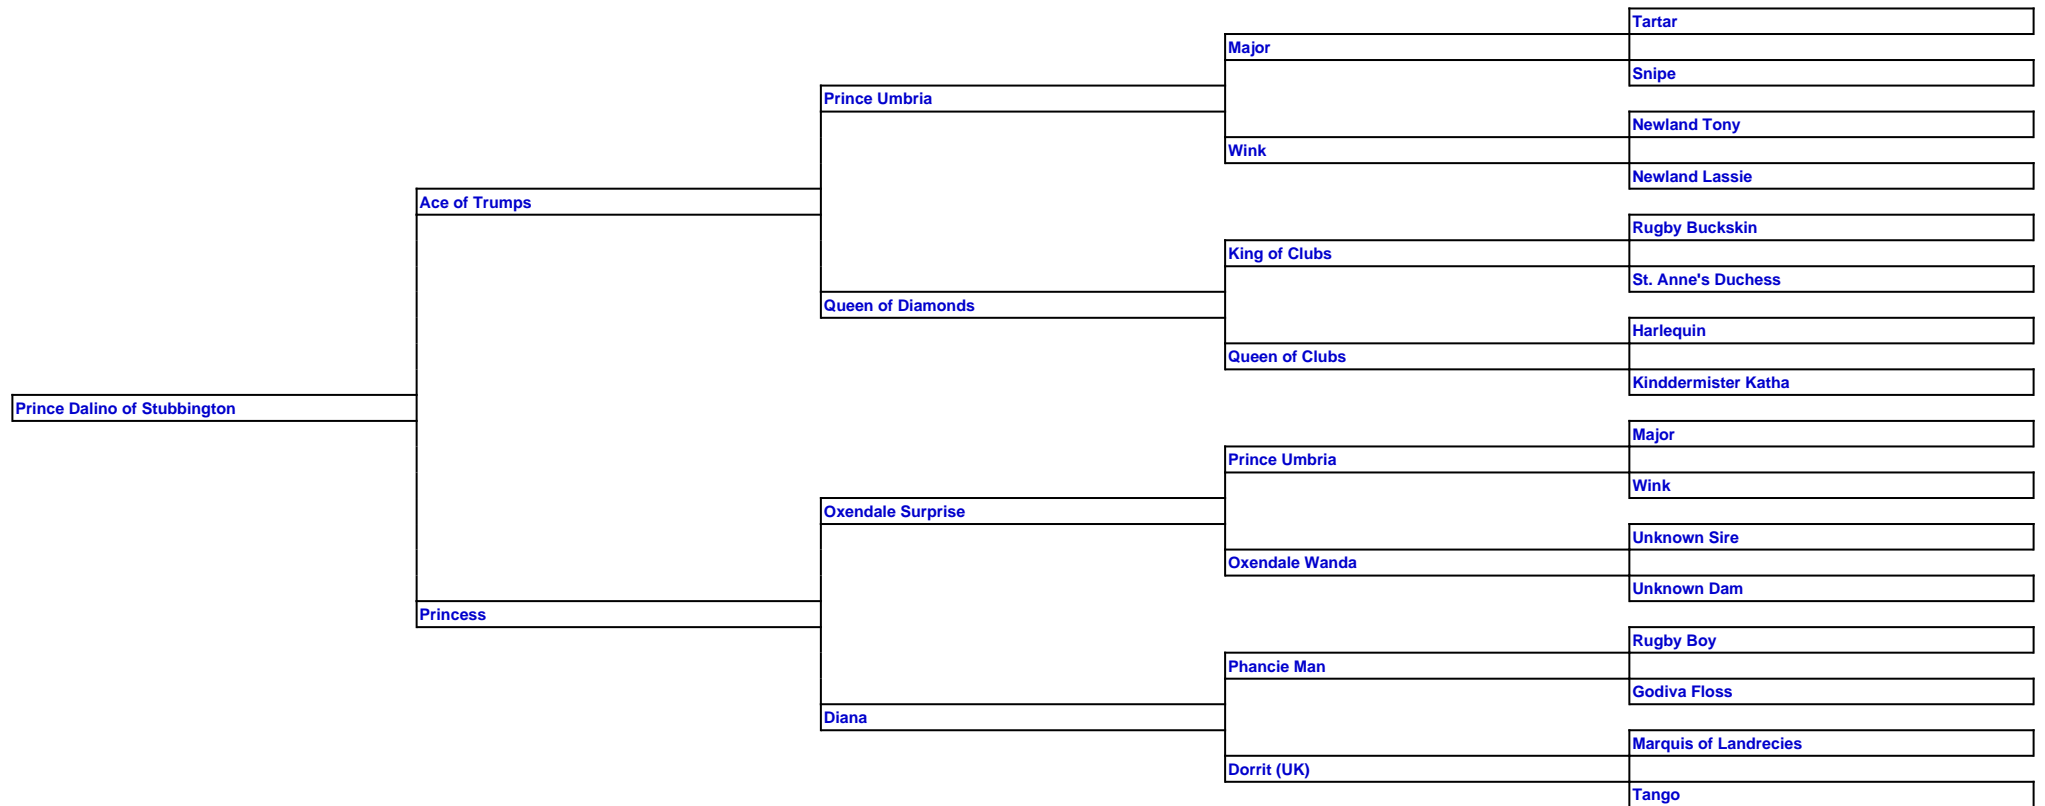 Tartar
Major
Snipe
Prince Umbria
Newland Tony
Wink
Newland Lassie
Ace of Trumps
Rugby Buckskin
King of Clubs
St. Anne's Duchess
Queen of Diamonds
Harlequin
Queen of Clubs
Kinddermister Katha
Prince Dalino of Stubbington
Major
Prince Umbria
Wink
Oxendale Surprise
Unknown Sire
Oxendale Wanda
Unknown Dam
Princess
Rugby Boy
Phancie Man
Godiva Floss
Diana
Marquis of Landrecies
Dorrit (UK)
Tango